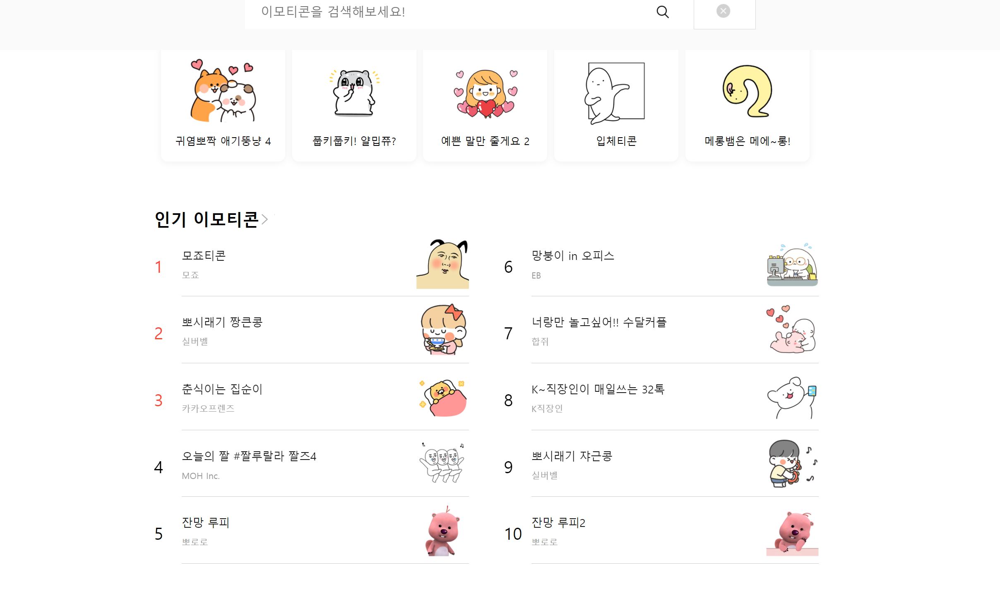 이모티콘을 검색해보세요!
귀염뽀짝 애기뚱냥 4
풉키풉키! 얄밉쮸?
예쁜 말만 줄게요 2
입체티콘
메롱뱀은 메에~롱!
인기 이모티콘
1
모죠티콘
모죠
2
뽀시래기 짱큰콩
실버벨
3
춘식이는 집순이
카카오프렌즈
4
오늘의 짤 #짤루랄라 짤즈4
MOH Inc.
5
잔망 루피
뽀로로
6
망붕이 in 오피스
EB
7
너랑만 놀고싶어!! 수달커플
합쥐
8
K~직장인이 매일쓰는 32톡
K직장인
9
뽀시래기 쟈근콩
실버벨
10
잔망 루피2
뽀로로